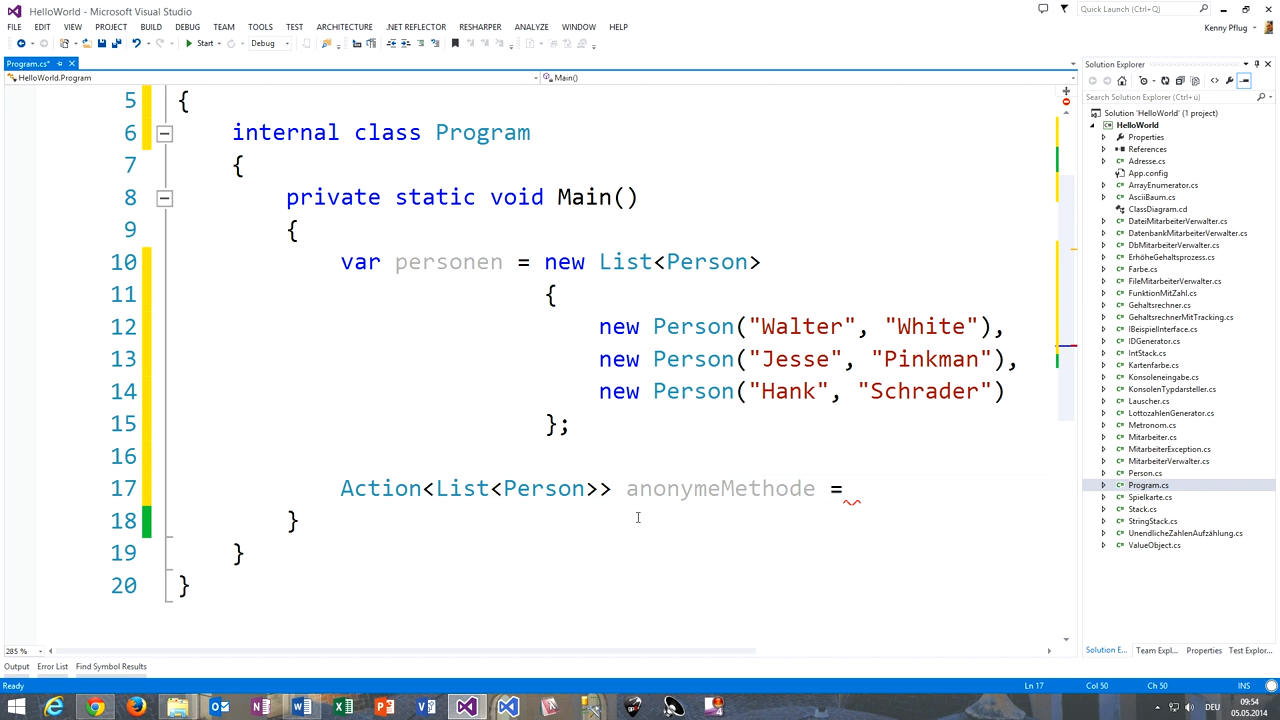 HelloWorld - Microsoft Visual Studio
Quick Launch (Ctrl+Q)
FILE EDIT VIEW PROJECT BUILD DEBUG TEAM TOOLS TEST ARCHITECTURE .NET REFLECTOR RESHARPER ANALYZE WINDOW HELP
Kenny Pflug
Start Debug
Program.cs*
HelloWorld.Program
Main()
5 {
6 internal class Program
7 {
8 private static void Main()
9 {
10 var personen = new List<Person>
11 {
12 new Person("Walter", "White"),
13 new Person("Jesse", "Pinkman"),
14 new Person("Hank", "Schrader")
15 };
16
17 Action<List<Person>> anonymeMethode =
18 }
19 }
20 }
285 %
Solution Explorer
Search Solution Explorer (Ctrl+ü)
Solution 'HelloWorld' (1 project)
HelloWorld
Properties
References
Adresse.cs
App.config
ArrayEnumerator.cs
AsciiBaum.cs
ClassDiagram.cd
DateiMitarbeiterVerwalter.cs
DatenbankMitarbeiterVerwalter.cs
DbMitarbeiterVerwalter.cs
ErhöheGehaltsprozess.cs
Farbe.cs
FileMitarbeiterVerwalter.cs
FunktionMitZahl.cs
Gehaltsrechner.cs
GehaltsrechnerMitTracking.cs
IBeispielInterface.cs
IDGenerator.cs
IntStack.cs
Kartenfarbe.cs
Konsoleneingabe.cs
KonsolenTypdarsteller.cs
Lauscher.cs
LottozahlenGenerator.cs
Metronom.cs
Mitarbeiter.cs
MitarbeiterException.cs
MitarbeiterVerwalter.cs
Person.cs
Program.cs
Spielkarte.cs
Stack.cs
StringStack.cs
UnendlicheZahlenAufzählung.cs
ValueObject.cs
Solution E... Team Expl... Properties Test Explor...
Output Error List Find Symbol Results
Ready
Ln 17 Col 50 Ch 50 INS
DEU
09:54
05.05.2014